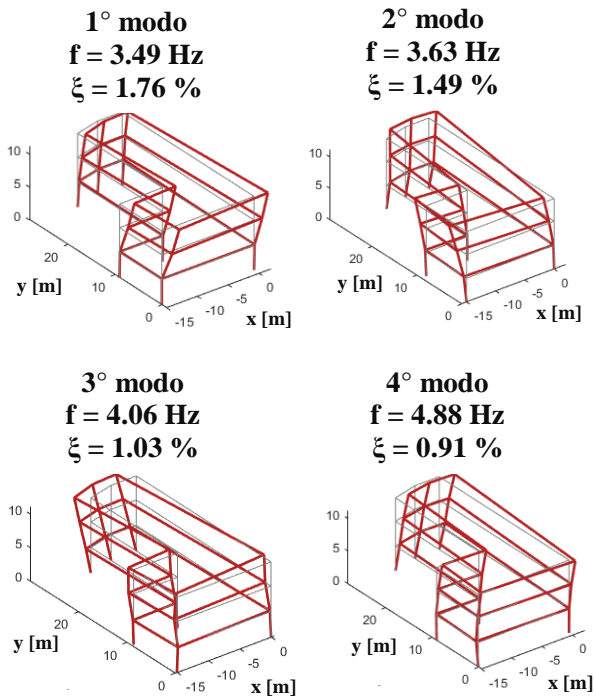 1° modo
f = 3.49 Hz
ξ = 1.76 %
10
5
0
20
10
0
y [m]
-15
-10
-5
0
x [m]
2° modo
f = 3.63 Hz
ξ = 1.49 %
10
5
0
20
10
0
y [m]
-15
-10
-5
0
x [m]
3° modo
f = 4.06 Hz
ξ = 1.03 %
10
5
0
20
10
0
y [m]
-15
-10
-5
0
x [m]
4° modo
f = 4.88 Hz
ξ = 0.91 %
10
5
0
20
10
0
y [m]
-15
-10
-5
0
x [m]